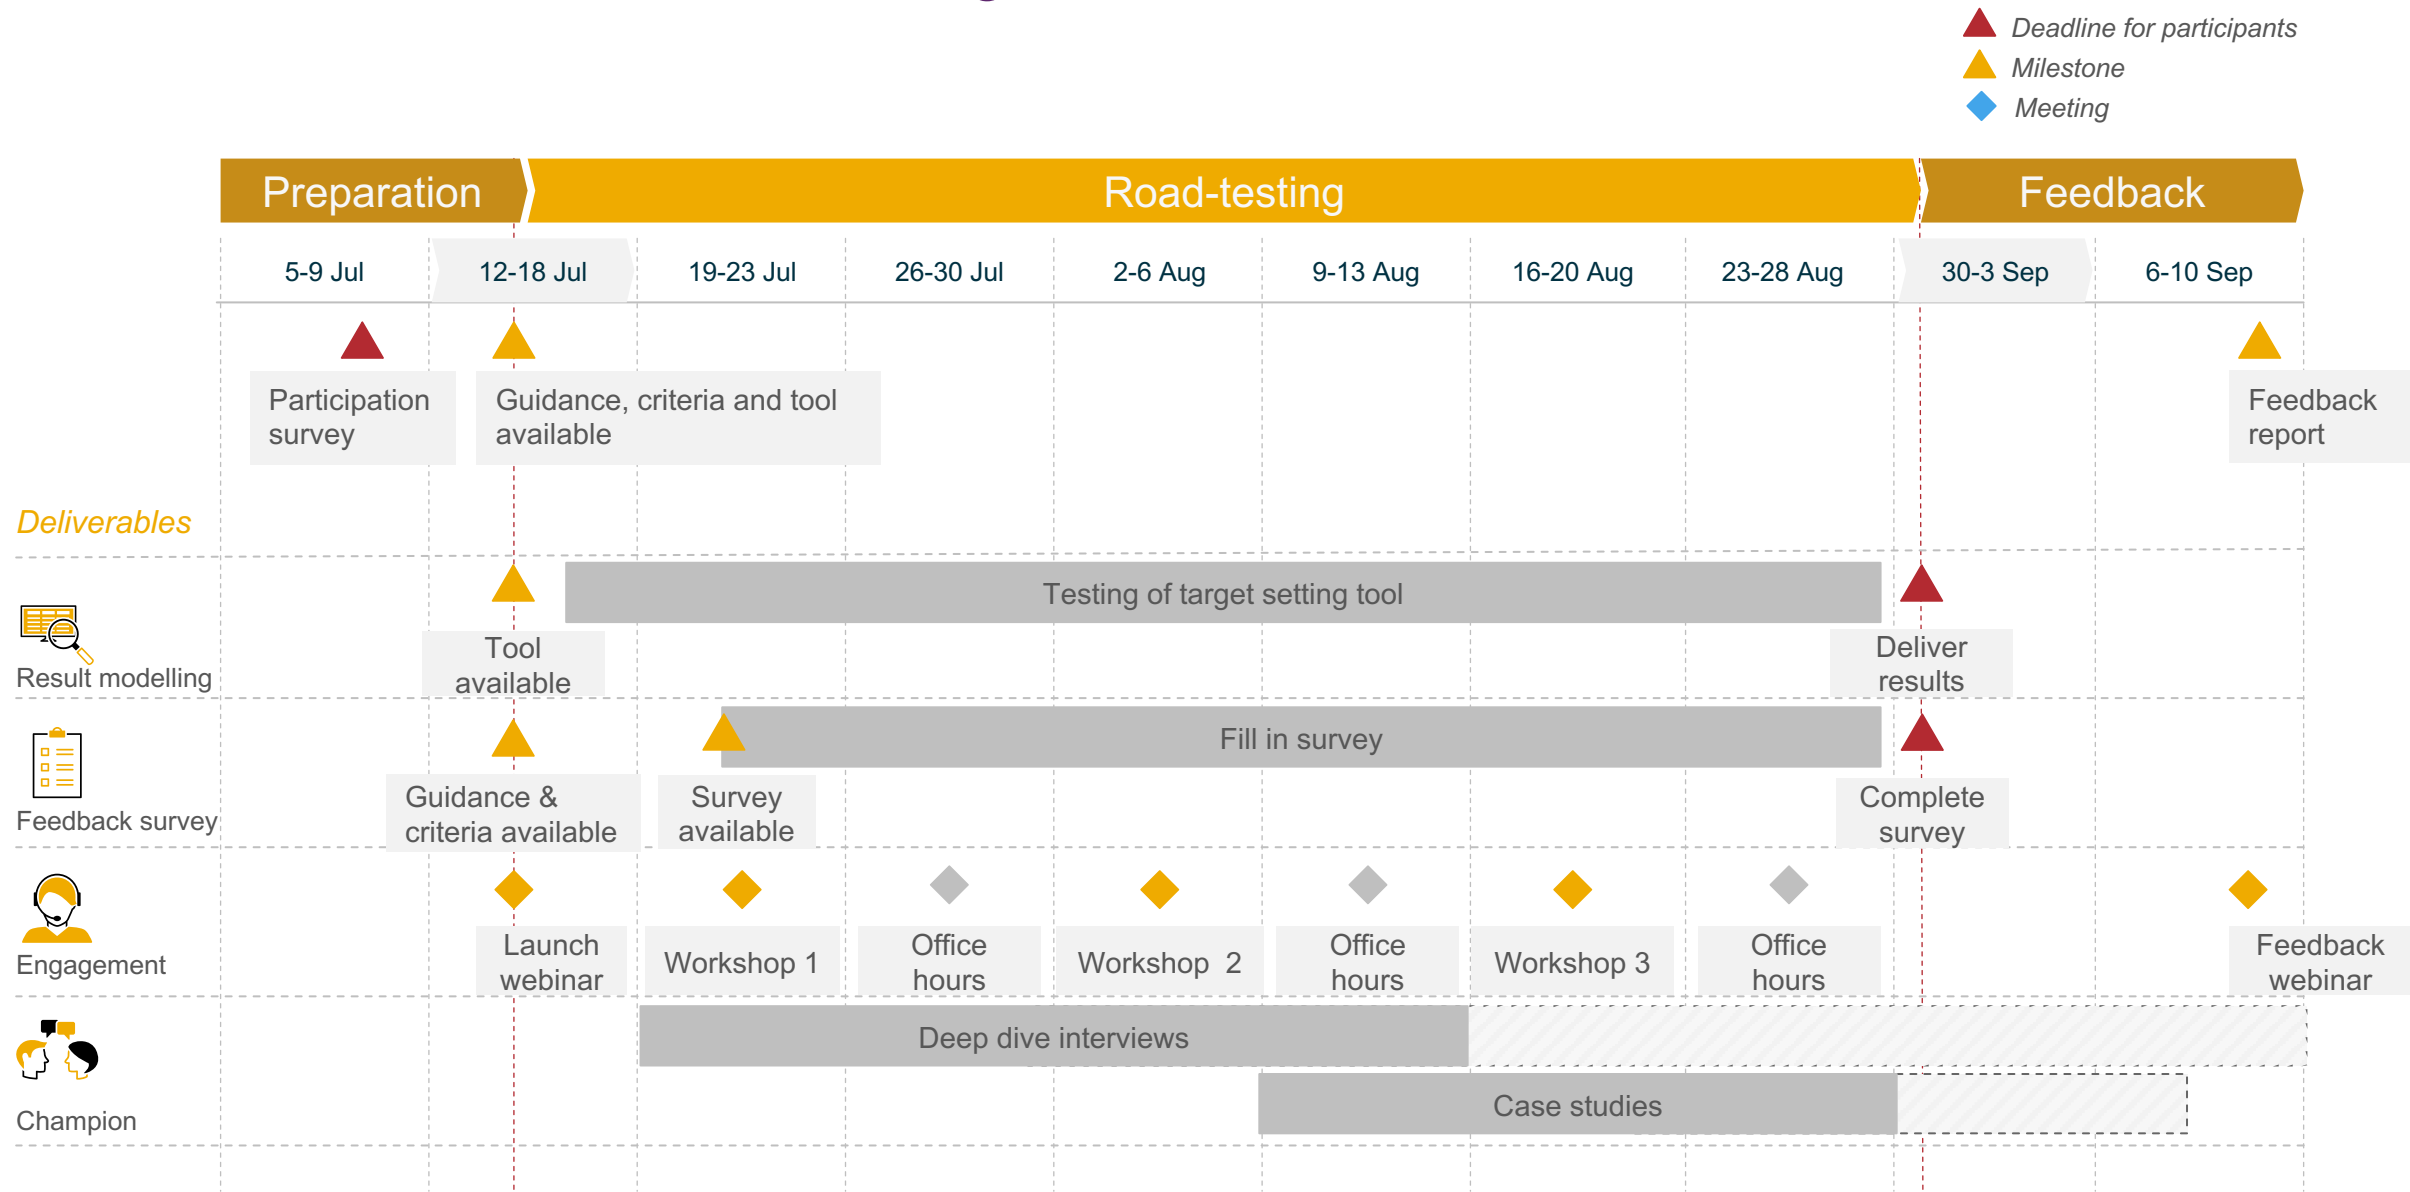 Deadline for participants
Milestone
Meeting
Preparation
Road-testing
Feedback
5-9 Jul
12-18 Jul
19-23 Jul
26-30 Jul
2-6 Aug
9-13 Aug
16-20 Aug
23-28 Aug
30-3 Sep
6-10 Sep
Participation
survey
Guidance, criteria and tool
available
Feedback
report
Deliverables
Testing of target setting tool
Tool
available
Deliver
results
Result modelling
Fill in survey
Guidance &
criteria available
Survey
available
Complete
survey
Feedback survey
Launch
webinar
Workshop 1
Office
hours
Workshop  2
Office
hours
Workshop 3
Office
hours
Feedback
webinar
Engagement
Deep dive interviews
Case studies
Champion